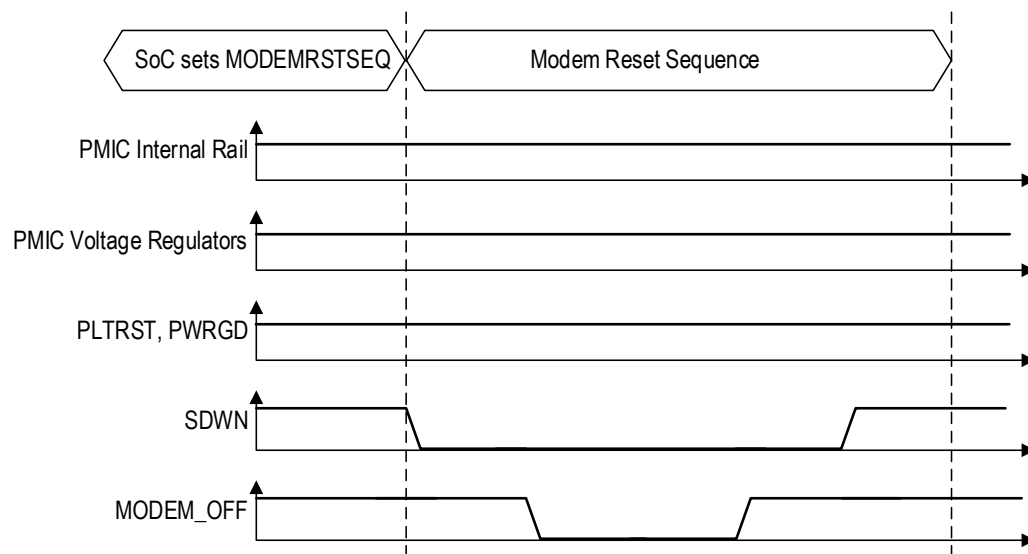 SoC sets MODEMRSTSEQ
Modem Reset Sequence
PMIC Internal Rail
PMIC Voltage Regulators
PLTRST, PWRGD
SDWN
MODEM_OFF